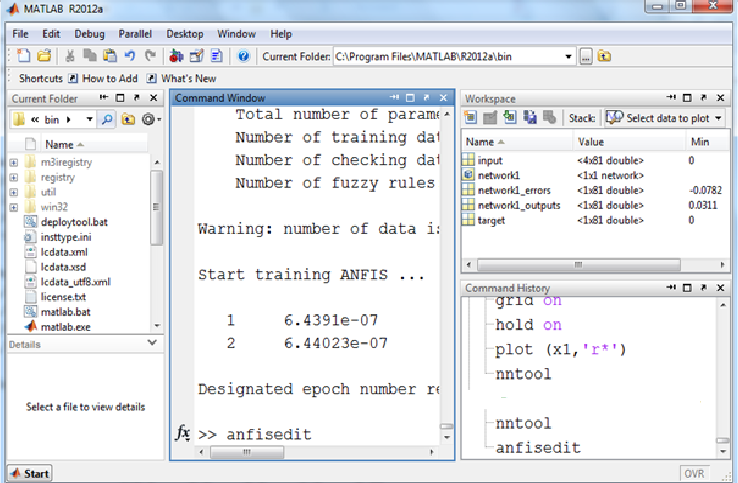 MATLAB R2012a
File Edit Debug Parallel Desktop Window Help
Current Folder: C:\Program Files\MATLAB\R2012a\bin
Shortcuts How to Add What's New
Current Folder
« bin
Name
m3iregistry
registry
util
win32
deploytool.bat
insttype.ini
lcdata.xml
lcdata.xsd
lcdata_utf8.xml
license.txt
matlab.bat
matlab.exe
Details
Select a file to view details
Command Window
Total number of param
Number of training dat
Number of checking dat
Number of fuzzy rules
Warning: number of data is
Start training ANFIS ...
1 6.4391e-07
2 6.44023e-07
Designated epoch number re
fx >> anfisedit
Workspace
Stack: Select data to plot
Name Value Min
input <4x81 double> 0
network1 <1x1 network>
network1_errors <1x81 double> -0.0782
network1_outputs <1x81 double> 0.0311
target <1x81 double> 0
Command History
grid on
hold on
plot (x1,'r*')
nntool
nntool
anfisedit
Start
OVR